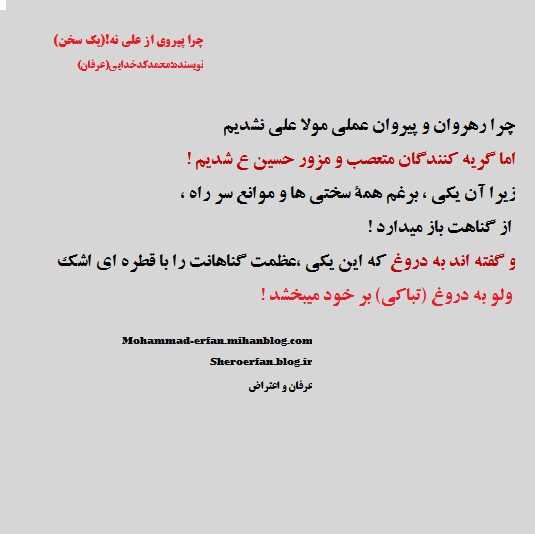 چرا پیروی از علی نه!(یک سخن)
نویسنده:محمدکدخدایی(عرفان)
چرا رهروان و پیروان عملی مولا علی نشدیم
اما گریه کنندگان متعصب و مزور حسین ع شدیم !
زیرا آن یکی ، برغم همهٔ سختی ها و موانع سر راه ،
از گناهت باز میدارد !
و گفته اند به دروغ که این یکی ،عظمت گناهانت را با قطره ای اشک
ولو به دروغ (تباکی) بر خود میبخشد !
Mohammad-erfan.mihanblog.com
Sheroerfan.blog.ir
عرفان و اعتراض